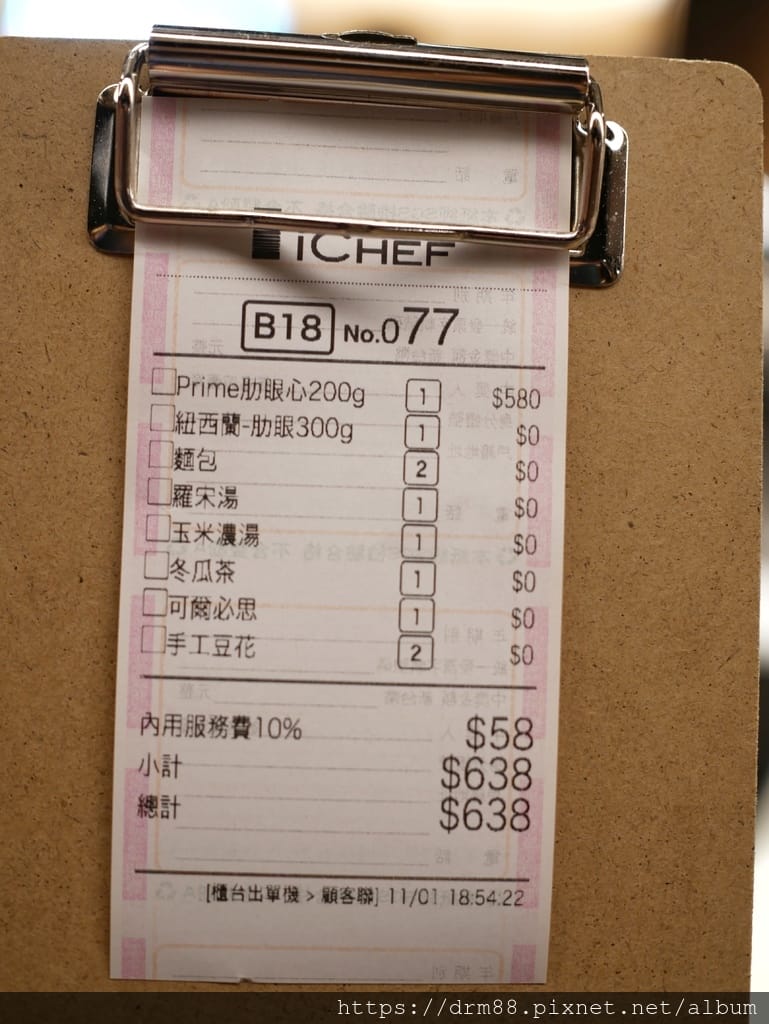 電 話
iCHEF
B18 No.077
Prime肋眼心200g 1 $580
紐西蘭-肋眼300g 1 $0
麵包 2 $0
羅宋湯 1 $0
玉米濃湯 1 $0
冬瓜茶 1 $0
可爾必思 1 $0
手工豆花 2 $0
內用服務費10% $58
小計 $638
總計 $638
[櫃台出單機 > 顧客聯] 11/01 18:54:22
https://drm88.pixnet.net/album